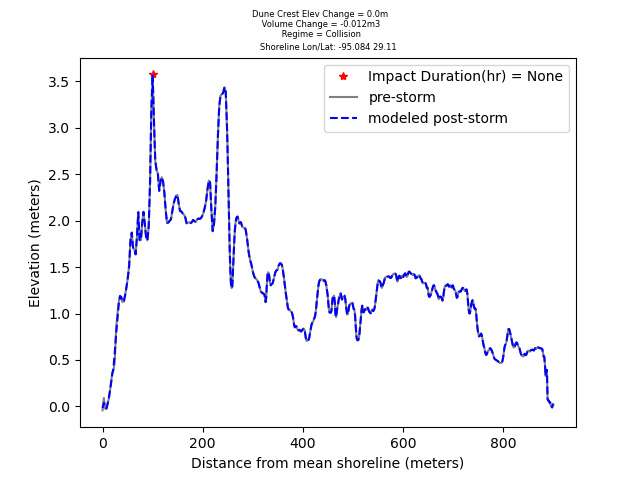 Dune Crest Elev Change = 0.0m
Volume Change = -0.012m3
Regime = Collision
Shoreline Lon/Lat: -95.084 29.11
Impact Duration(hr) = None
pre-storm
modeled post-storm
Elevation (meters)
3.5
3.0
2.5
2.0
1.5
1.0
0.5
0.0
0 200 400 600 800
Distance from mean shoreline (meters)